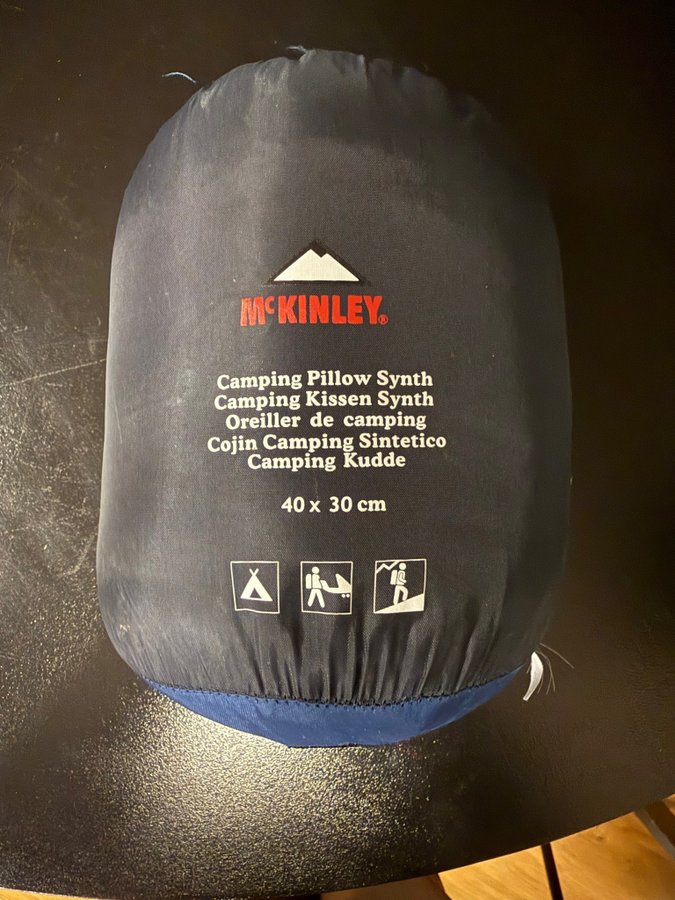 McKINLEY®
Camping Pillow Synth
Camping Kissen Synth
Oreiller de camping
Cojin Camping Sintetico
Camping Kudde
40 x 30 cm